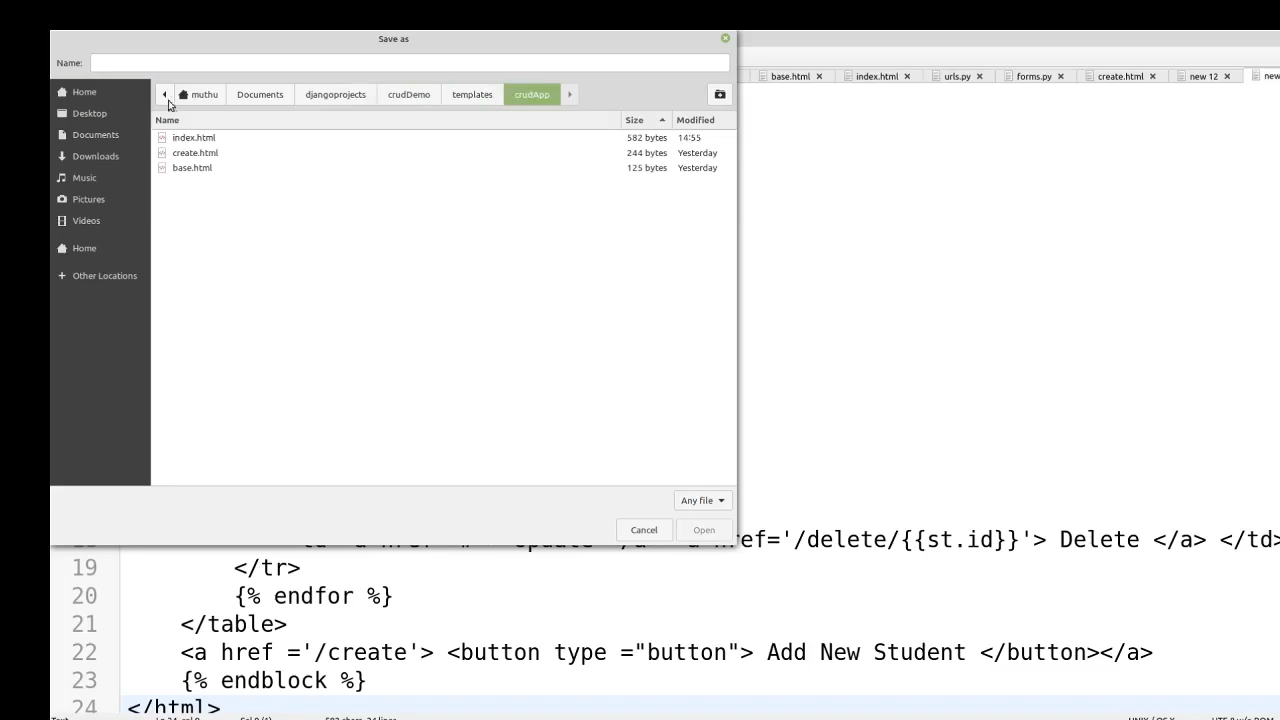 Save as
Name:
base.html index.html urls.py forms.py create.html new 12 new
Home
Desktop
Documents
Downloads
Music
Pictures
Videos
Home
Other Locations
muthu Documents djangoprojects crudDemo templates crudApp
Name Size Modified
index.html 582 bytes 14:55
create.html 244 bytes Yesterday
base.html 125 bytes Yesterday
Any file
Cancel Open
href='/delete/{{st.id}}'> Delete </a> </td>
19 </tr>
20 {% endfor %}
21 </table>
22 <a href ='/create'> <button type ="button"> Add New Student </button></a>
23 {% endblock %}
24 </html>